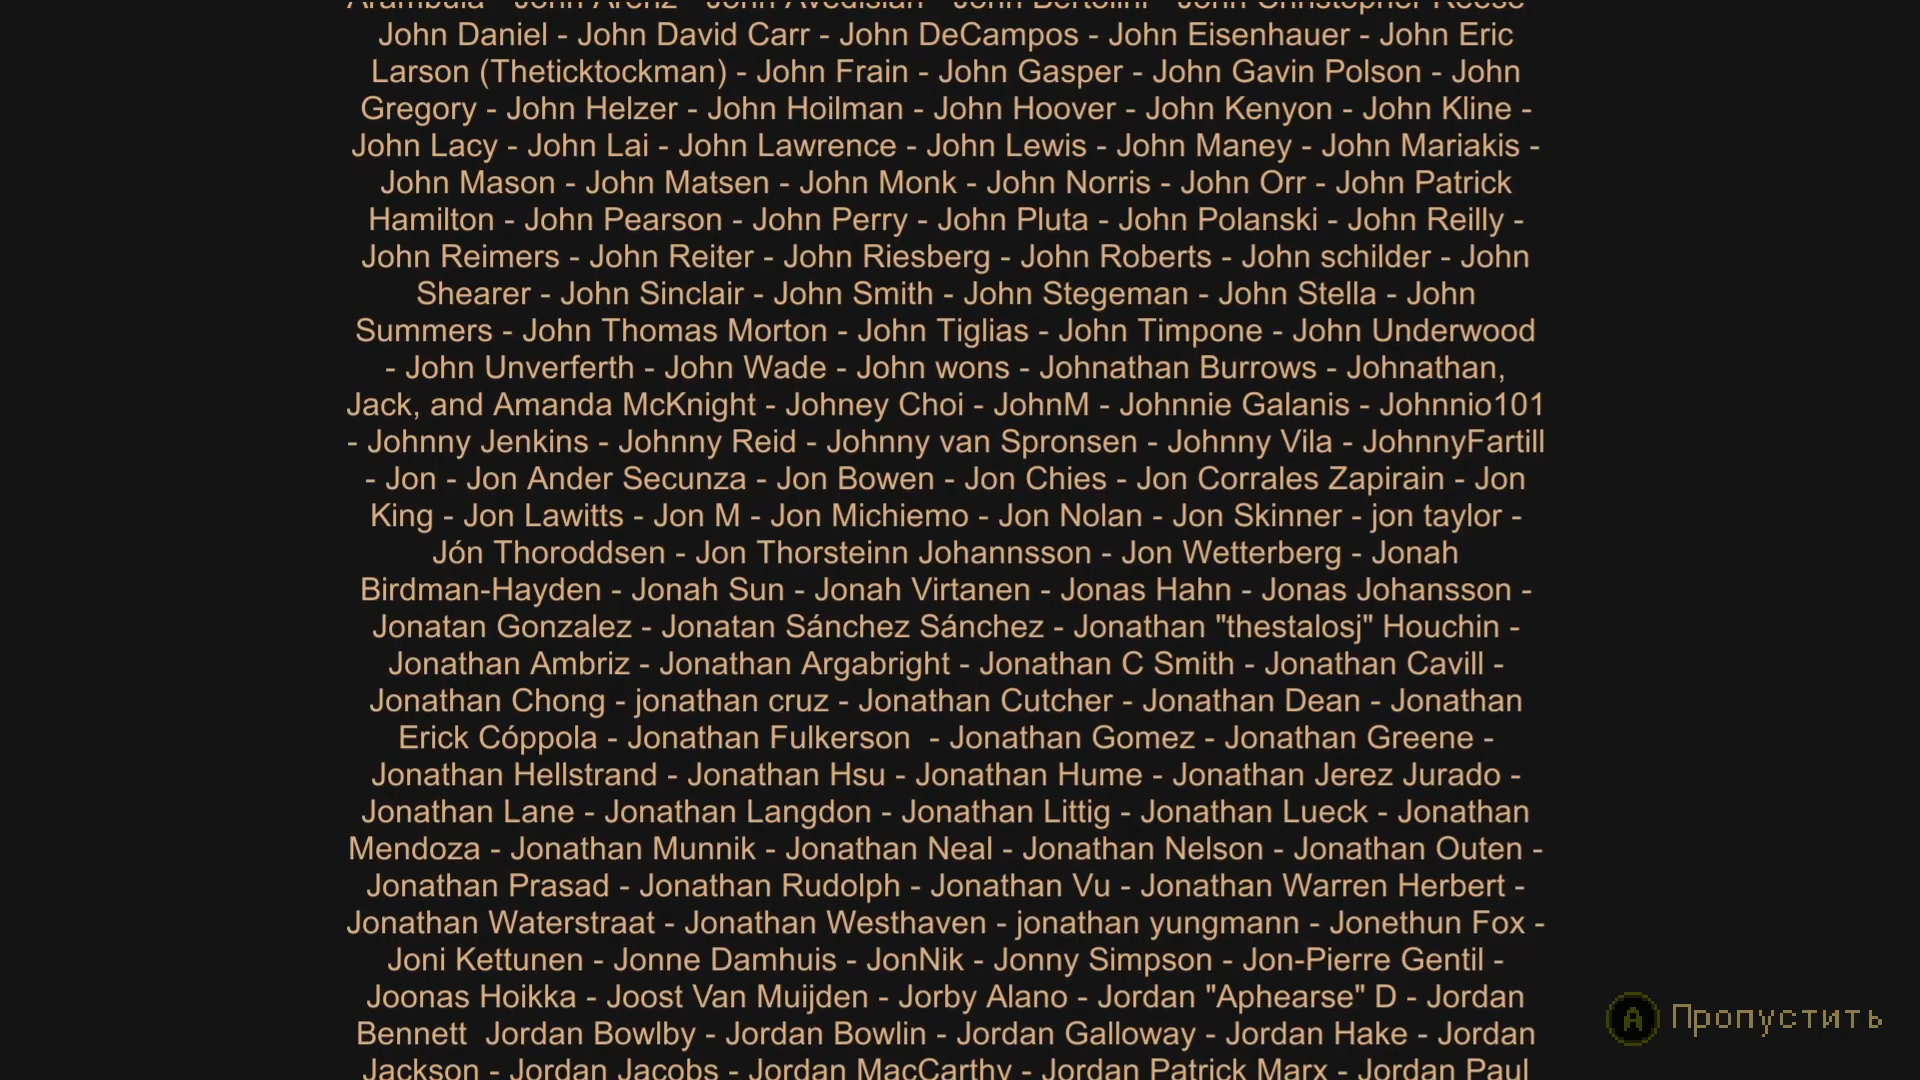 Arambula - John Arenz - John Avedisian - John Bertolini - John Christopher Reese
John Daniel - John David Carr - John DeCampos - John Eisenhauer - John Eric
Larson (Theticktockman) - John Frain - John Gasper - John Gavin Polson - John
Gregory - John Helzer - John Hoilman - John Hoover - John Kenyon - John Kline -
John Lacy - John Lai - John Lawrence - John Lewis - John Maney - John Mariakis -
John Mason - John Matsen - John Monk - John Norris - John Orr - John Patrick
Hamilton - John Pearson - John Perry - John Pluta - John Polanski - John Reilly -
John Reimers - John Reiter - John Riesberg - John Roberts - John schilder - John
Shearer - John Sinclair - John Smith - John Stegeman - John Stella - John
Summers - John Thomas Morton - John Tiglias - John Timpone - John Underwood
- John Unverferth - John Wade - John wons - Johnathan Burrows - Johnathan,
Jack, and Amanda McKnight - Johney Choi - JohnM - Johnnie Galanis - Johnnio101
- Johnny Jenkins - Johnny Reid - Johnny van Spronsen - Johnny Vila - JohnnyFartill
- Jon - Jon Ander Secunza - Jon Bowen - Jon Chies - Jon Corrales Zapirain - Jon
King - Jon Lawitts - Jon M - Jon Michiemo - Jon Nolan - Jon Skinner - jon taylor -
Jón Thoroddsen - Jon Thorsteinn Johannsson - Jon Wetterberg - Jonah
Birdman-Hayden - Jonah Sun - Jonah Virtanen - Jonas Hahn - Jonas Johansson -
Jonatan Gonzalez - Jonatan Sánchez Sánchez - Jonathan "thestalosj" Houchin -
Jonathan Ambriz - Jonathan Argabright - Jonathan C Smith - Jonathan Cavill -
Jonathan Chong - jonathan cruz - Jonathan Cutcher - Jonathan Dean - Jonathan
Erick Cóppola - Jonathan Fulkerson  - Jonathan Gomez - Jonathan Greene -
Jonathan Hellstrand - Jonathan Hsu - Jonathan Hume - Jonathan Jerez Jurado -
Jonathan Lane - Jonathan Langdon - Jonathan Littig - Jonathan Lueck - Jonathan
Mendoza - Jonathan Munnik - Jonathan Neal - Jonathan Nelson - Jonathan Outen -
Jonathan Prasad - Jonathan Rudolph - Jonathan Vu - Jonathan Warren Herbert -
Jonathan Waterstraat - Jonathan Westhaven - jonathan yungmann - Jonethun Fox -
Joni Kettunen - Jonne Damhuis - JonNik - Jonny Simpson - Jon-Pierre Gentil -
Joonas Hoikka - Joost Van Muijden - Jorby Alano - Jordan "Aphearse" D - Jordan
Bennett  Jordan Bowlby - Jordan Bowlin - Jordan Galloway - Jordan Hake - Jordan
Jackson - Jordan Jacobs - Jordan MacCarthy - Jordan Patrick Marx - Jordan Paul
A Пропустить